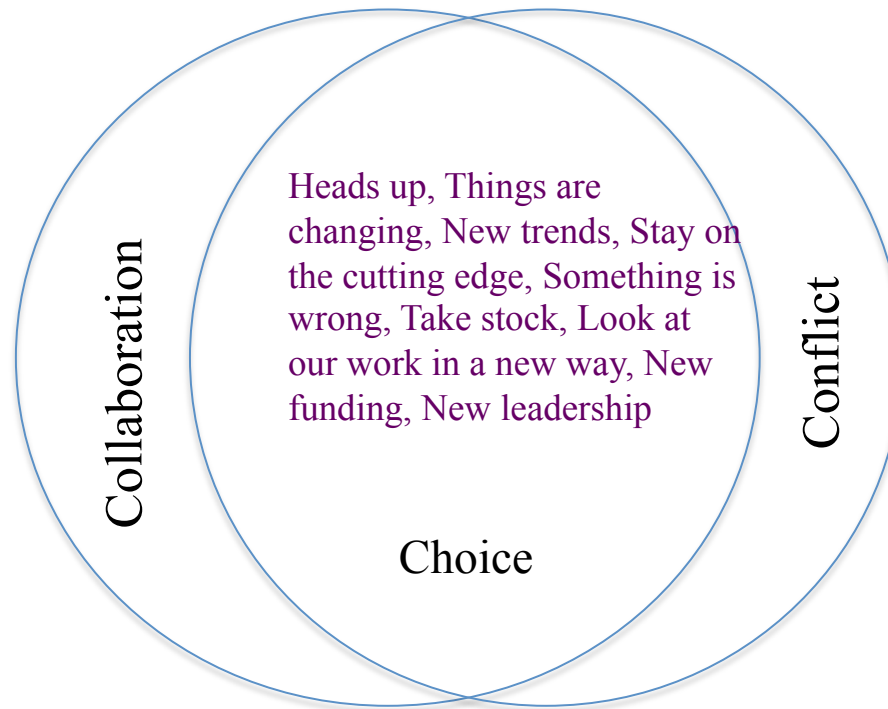 Collaboration
Heads up, Things are
changing, New trends, Stay on
the cutting edge, Something is
wrong, Take stock, Look at
our work in a new way, New
funding, New leadership
Choice
Conflict